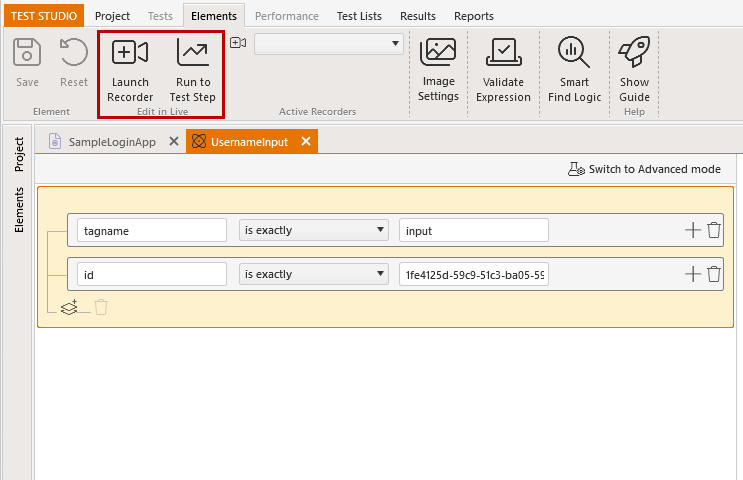 TEST STUDIO Project Tests Elements Performance Test Lists Results Reports
Save Reset Launch Recorder Run to Test Step Image Settings Validate Expression Smart Find Logic Show Guide
Element Edit in Live Active Recorders Help
Project
Elements
SampleLoginApp UsernameInput
Switch to Advanced mode
tagname is exactly input
id is exactly 1fe4125d-59c9-51c3-ba05-59